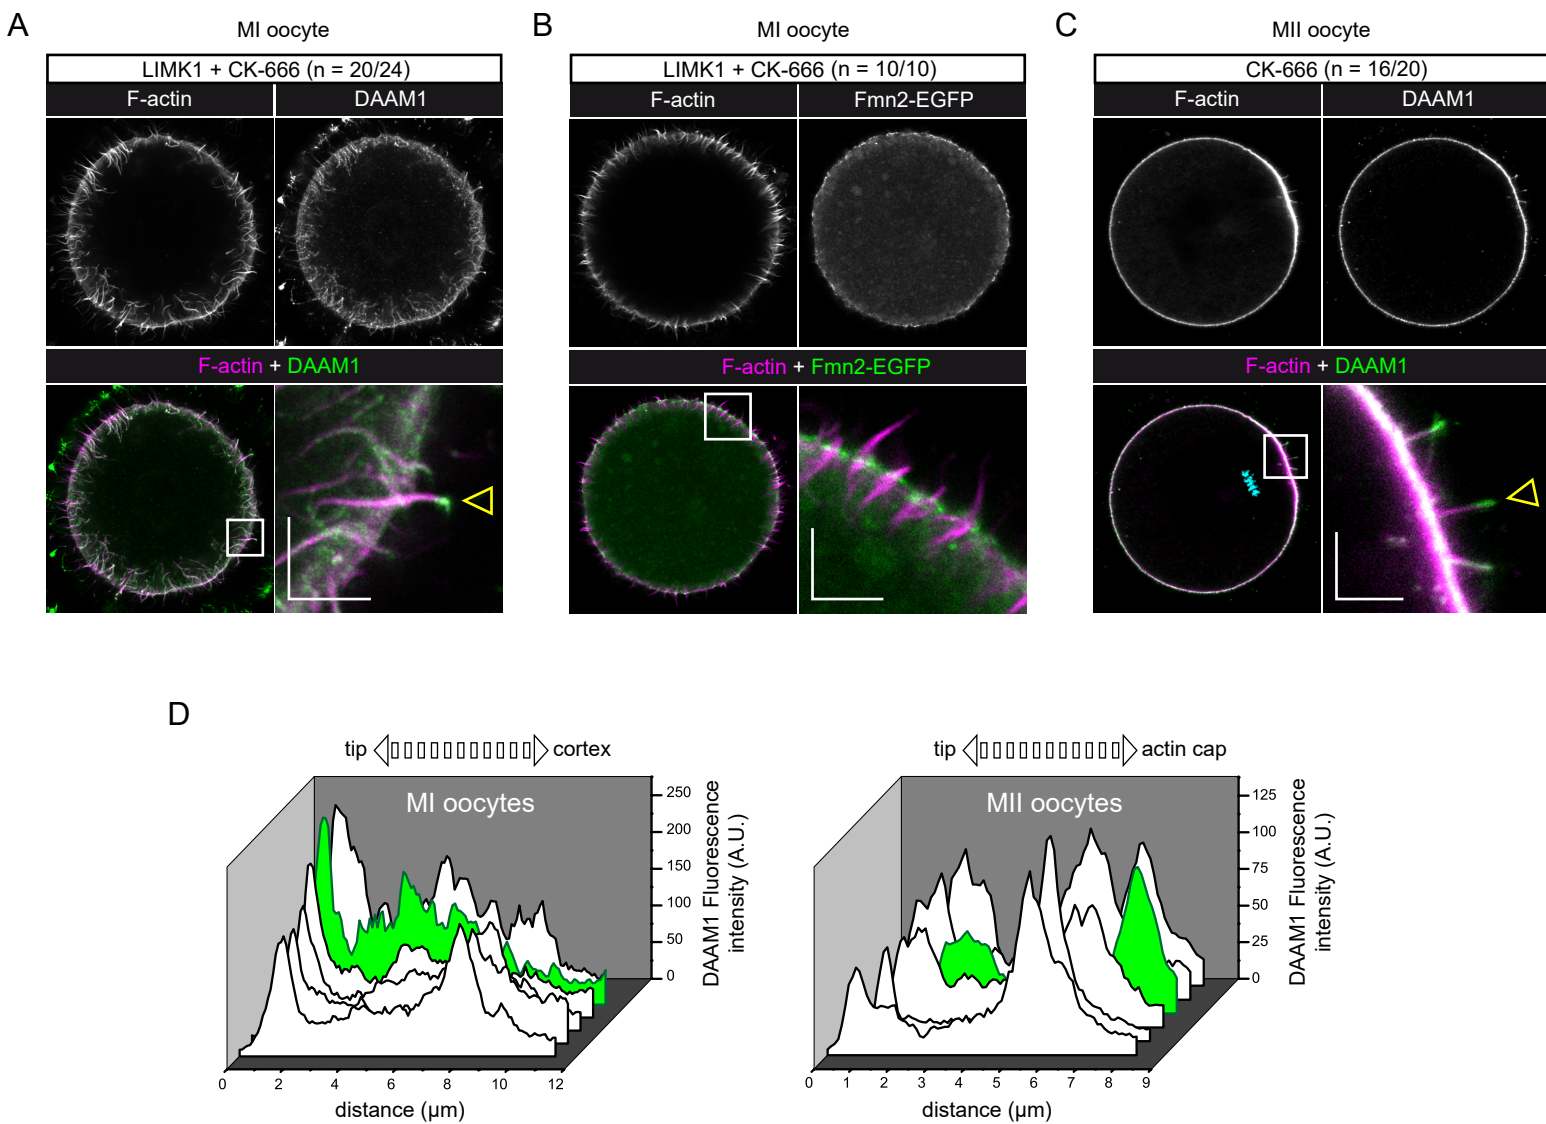 A
MI oocyte
LIMK1 + CK-666 (n = 20/24)
F-actin
DAAM1
F-actin + DAAM1
B
MI oocyte
LIMK1 + CK-666 (n = 10/10)
F-actin
Fmn2-EGFP
F-actin + Fmn2-EGFP
C
MII oocyte
CK-666 (n = 16/20)
F-actin
DAAM1
F-actin + DAAM1
D
tip
cortex
MI oocytes
250
200
150
100
50
0
DAAM1 Fluorescence
intensity (A.U.)
0 2 4 6 8 10 12
distance (µm)
tip
actin cap
MII oocytes
125
100
75
50
25
0
DAAM1 Fluorescence
intensity (A.U.)
0 1 2 3 4 5 6 7 8 9
distance (µm)